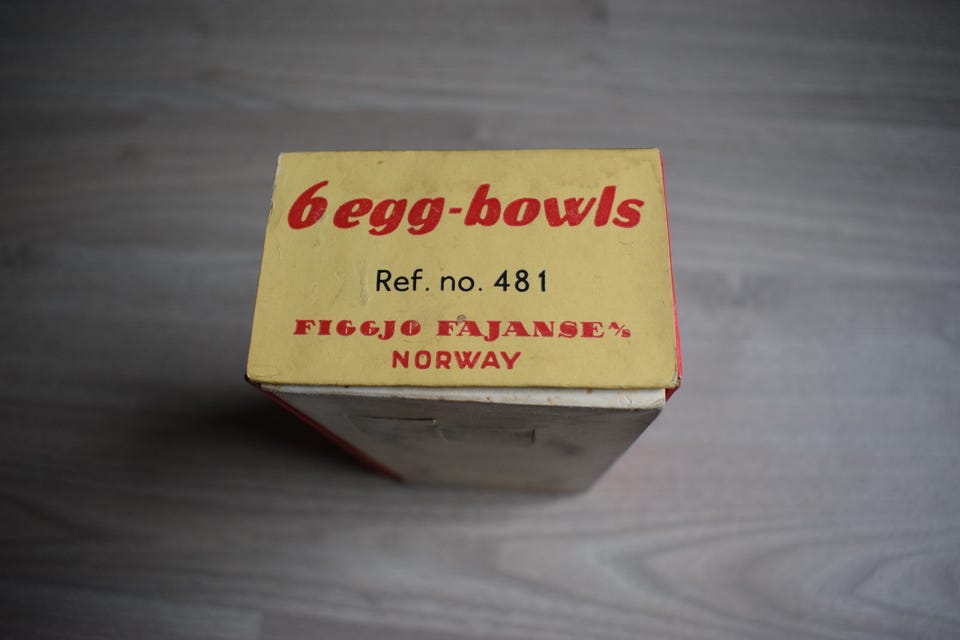 6 egg-bowls
Ref. no. 481
FIGGJO FAJANSE A/S
NORWAY